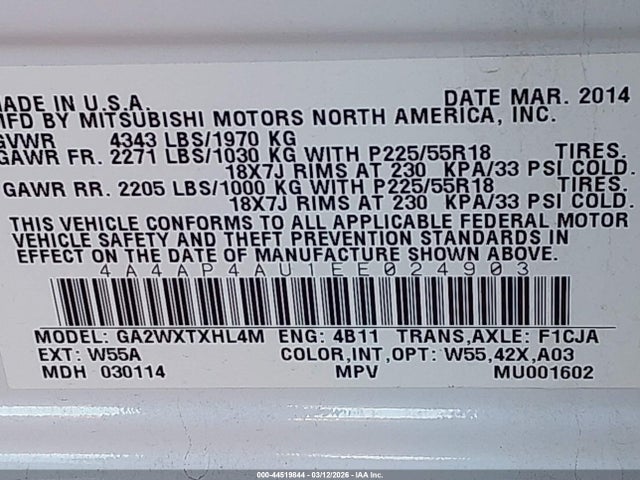 MADE IN U.S.A. DATE MAR. 2014
MFD BY MITSUBISHI MOTORS NORTH AMERICA, INC.
GVWR 4343 LBS/1970 KG
GAWR FR. 2271 LBS/1030 KG WITH P225/55R18 TIRES.
18X7J RIMS AT 230 KPA/33 PSI COLD.
GAWR RR. 2205 LBS/1000 KG WITH P225/55R18 TIRES.
18X7J RIMS AT 230 KPA/33 PSI COLD.
THIS VEHICLE CONFORMS TO ALL APPLICABLE FEDERAL MOTOR
VEHICLE SAFETY AND THEFT PREVENTION STANDARDS IN
EFFECT ON THE DATE OF MANUFACTURE SHOWN ABOVE.
4A4AP4AU1EE024903
MODEL: GA2WXTXHL4M ENG: 4B11 TRANS,AXLE: F1CJA
EXT: W55A COLOR,INT,OPT: W55,42X,A03
MDH 030114 MPV MU001602
000-44519844 - 03/12/2026 - IAA Inc.